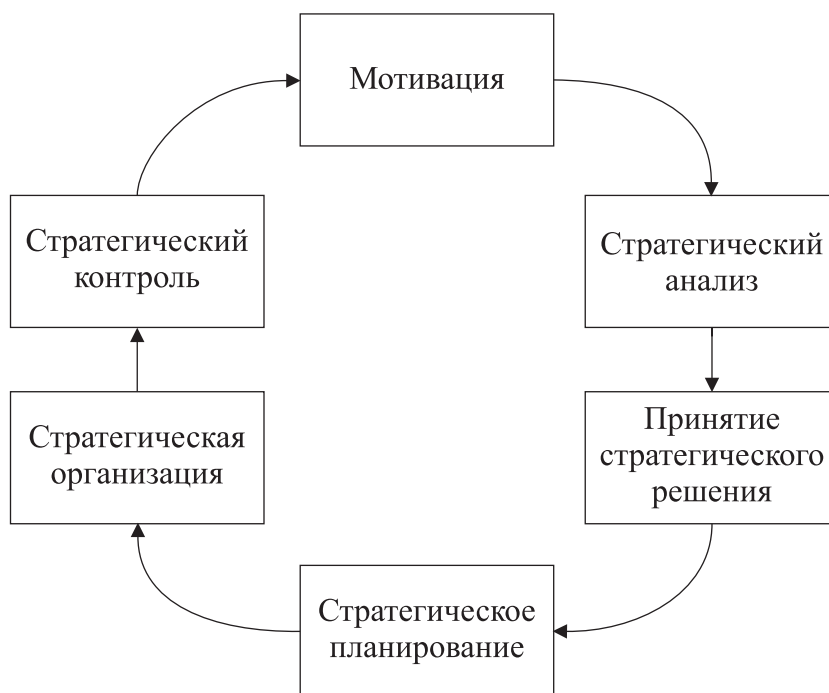 Мотивация
Стратегический
анализ
Принятие
стратегического
решения
Стратегическое
планирование
Стратегическая
организация
Стратегический
контроль